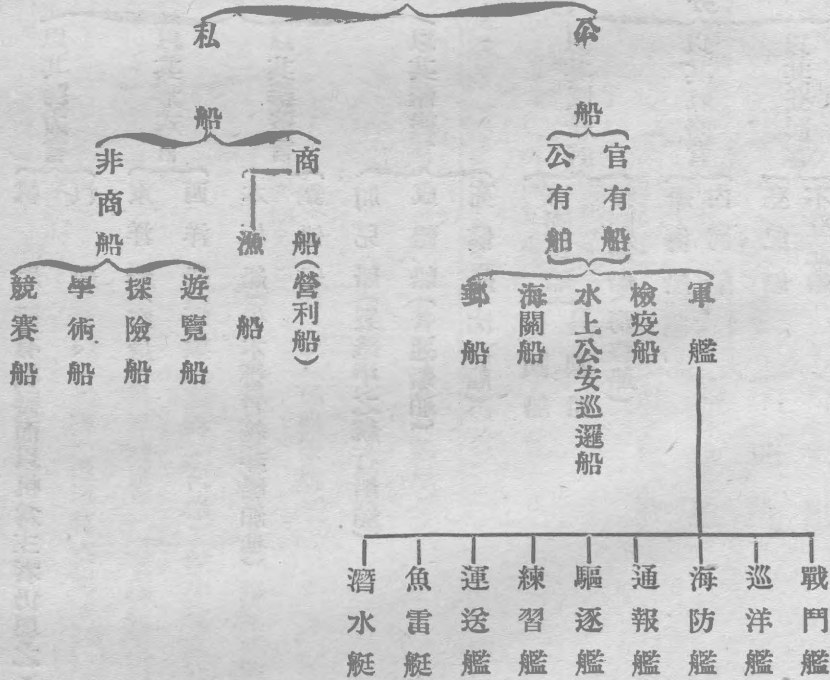 公船
官有船
公有舶
軍艦
檢疫船
水上公安巡邏船
海關船
郵船
戰鬥艦
巡洋艦
海防艦
通報艦
驅逐艦
練習艦
運送艦
魚雷艇
潛水艇
私船
商船（營利船）
漁船
非商船
遊覽船
探險船
學術船
競賽船